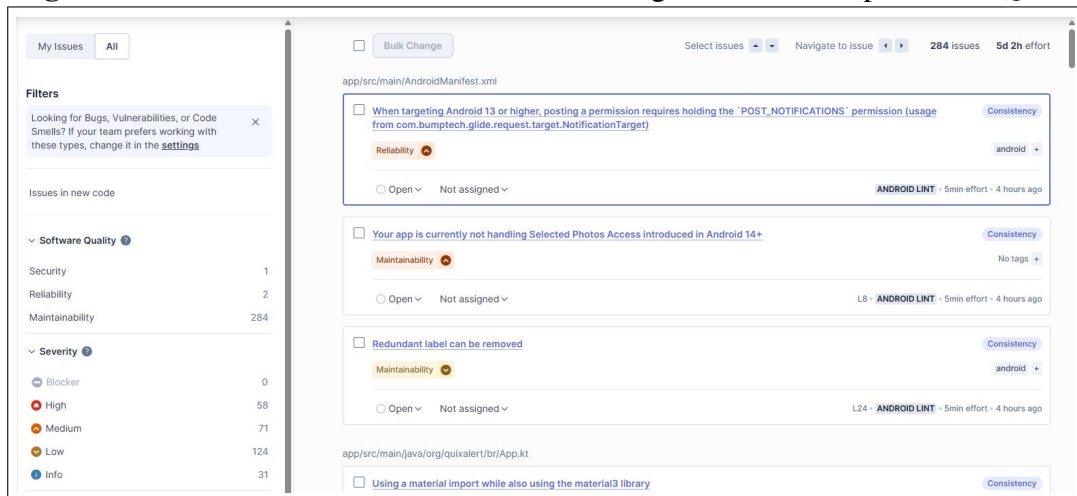 My Issues All
Filters
Looking for Bugs, Vulnerabilities, or Code
Smells? If your team prefers working with
these types, change it in the settings
Issues in new code
Software Quality ?
Security 1
Reliability 2
Maintainability 284
Severity ?
Blocker 0
High 58
Medium 71
Low 124
Info 31
Bulk Change Select issues Navigate to issue 284 issues 5d 2h effort
app/src/main/AndroidManifest.xml
When targeting Android 13 or higher, posting a permission requires holding the `POST_NOTIFICATIONS` permission (usage Consistency
from com.bumptech.glide.request.target.NotificationTarget)
Reliability android +
Open Not assigned ANDROID LINT • 5min effort • 4 hours ago
Your app is currently not handling Selected Photos Access introduced in Android 14+ Consistency
Maintainability No tags +
Open Not assigned L8 • ANDROID LINT • 5min effort • 4 hours ago
Redundant label can be removed Consistency
Maintainability android +
Open Not assigned L24 • ANDROID LINT • 5min effort • 4 hours ago
app/src/main/java/org/quixalert/br/App.kt
Using a material import while also using the material3 library Consistency